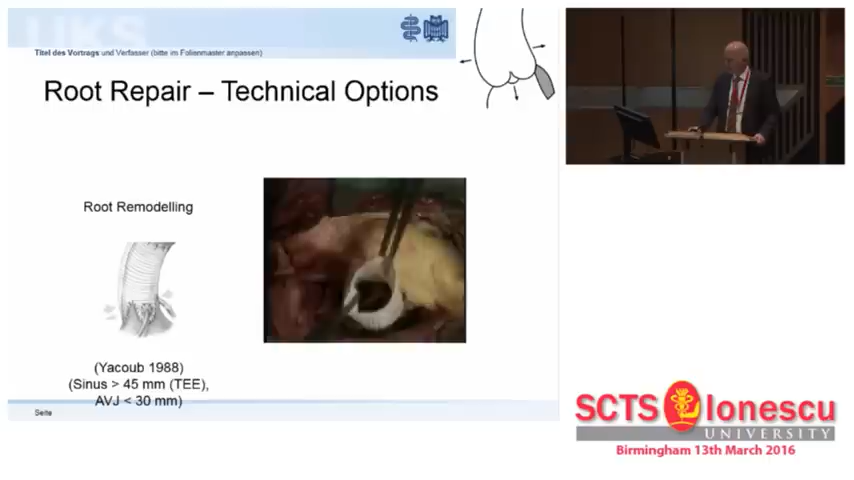 UKS
Titel des Vortrags und Verfasser (bitte im Folienmaster anpassen)
Root Repair – Technical Options
Root Remodelling
(Yacoub 1988)
(Sinus > 45 mm (TEE),
AVJ < 30 mm)
Seite
SCTS Ionescu
UNIVERSITY
Birmingham 13th March 2016